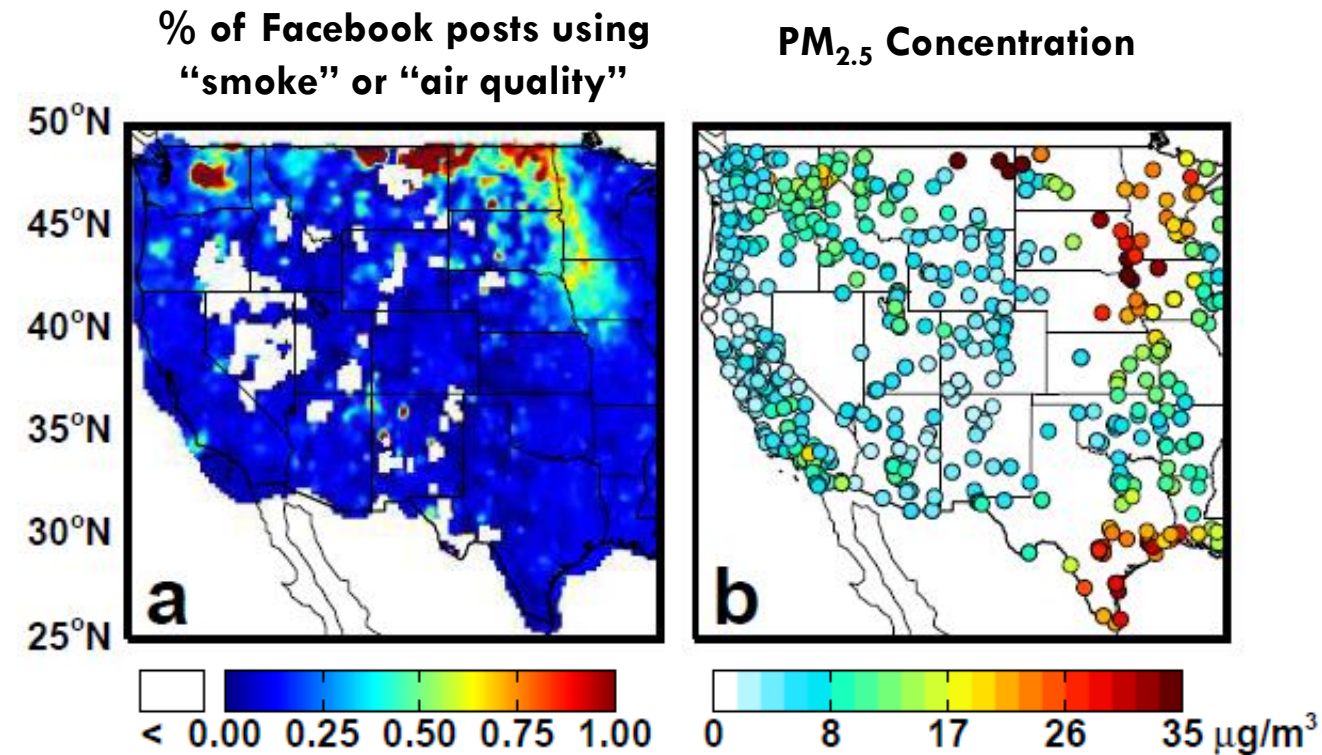 % of Facebook posts using
“smoke” or “air quality”
PM2.5 Concentration
50°N
45°N
40°N
35°N
30°N
25°N
a
b
< 0.00 0.25 0.50 0.75 1.00
0 8 17 26 35 μg/m³